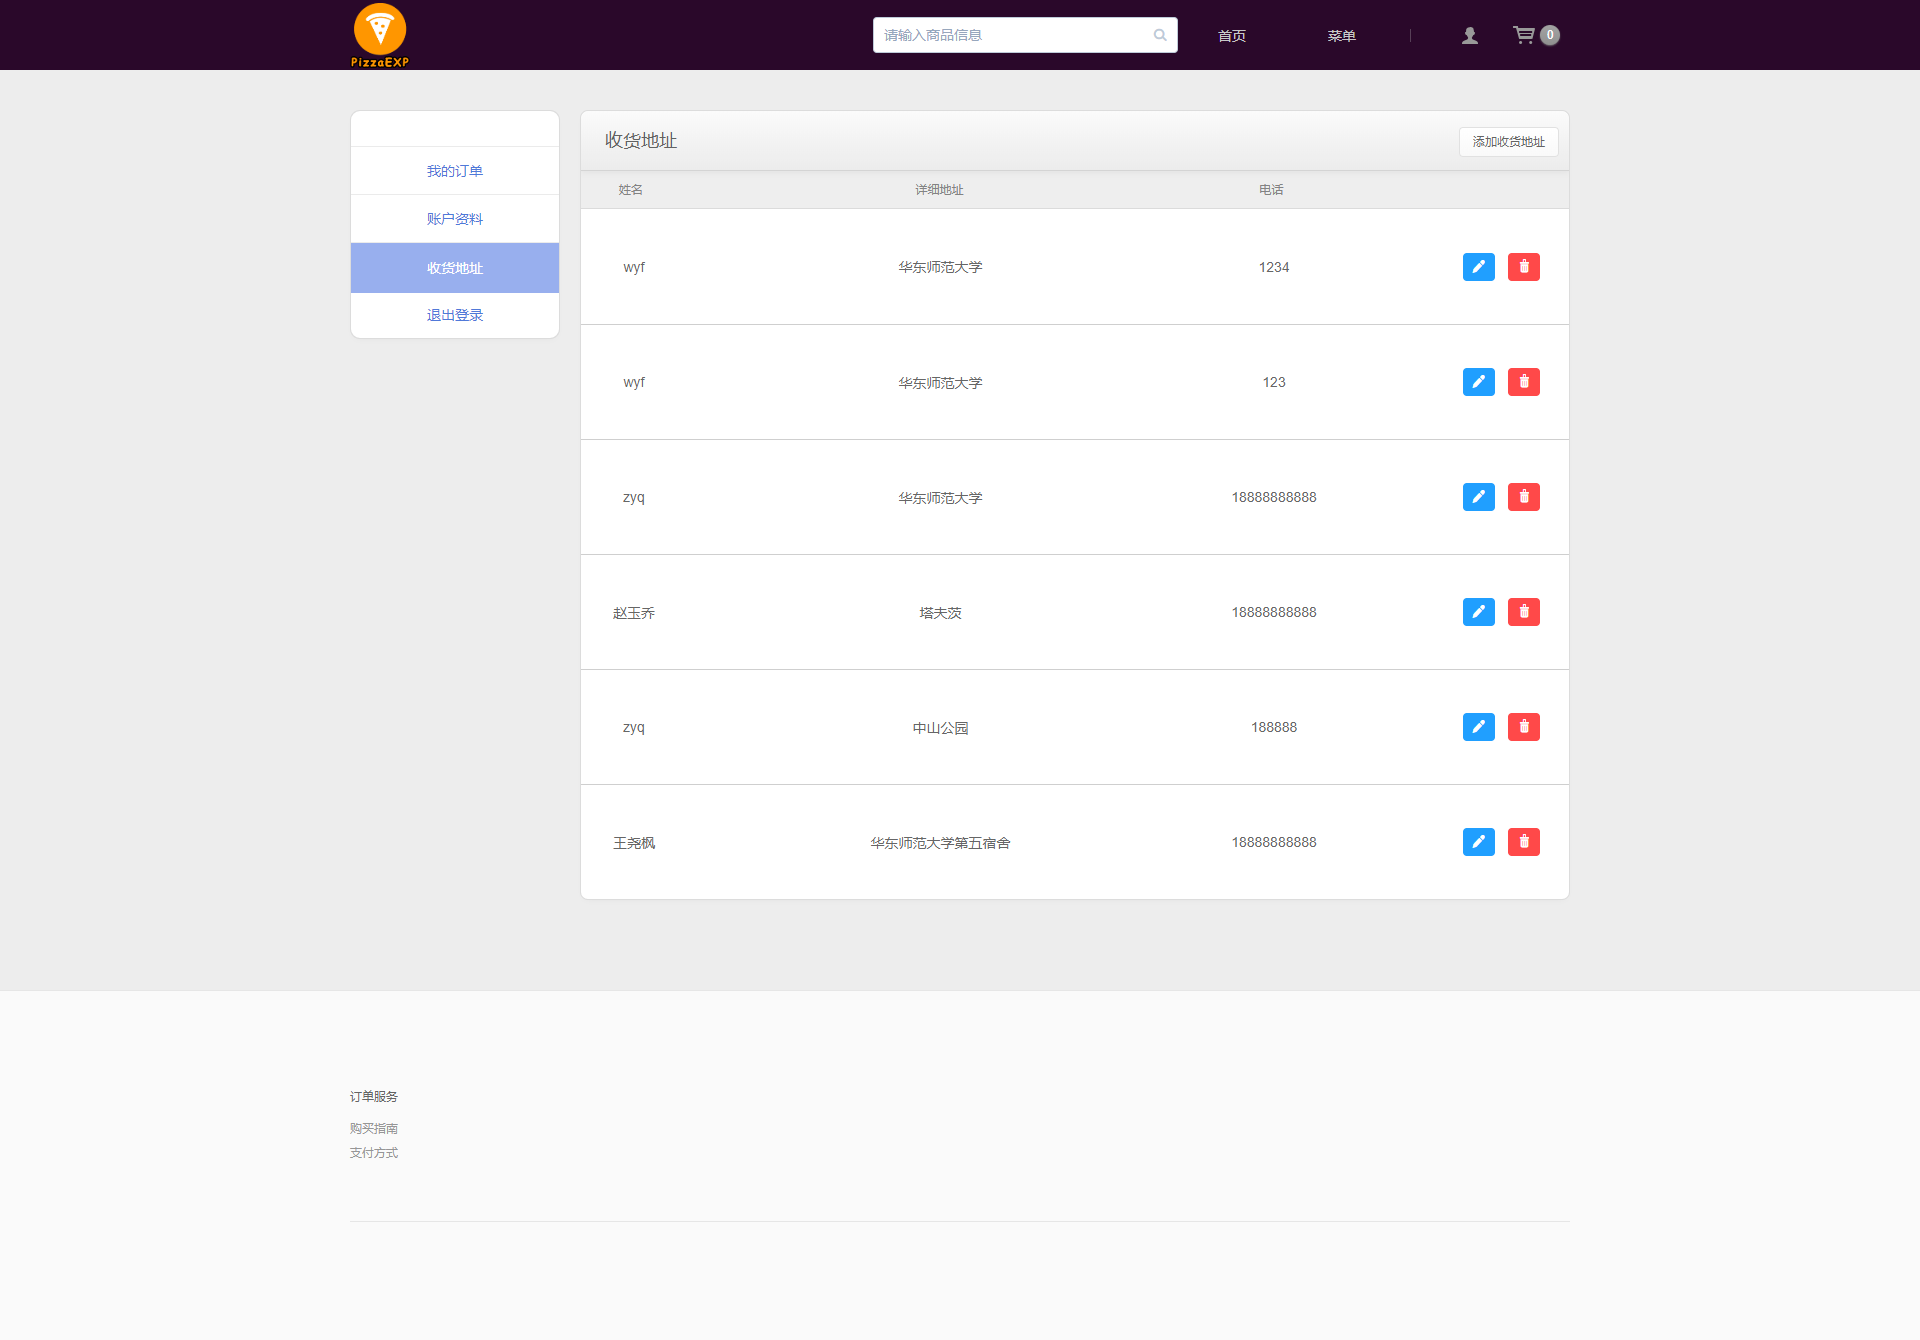 PizzaEXP
请输入商品信息
首页
菜单
0
我的订单
账户资料
收货地址
退出登录
收货地址
添加收货地址
姓名 详细地址 电话
wyf 华东师范大学 1234
wyf 华东师范大学 123
zyq 华东师范大学 18888888888
赵玉乔 塔夫茨 18888888888
zyq 中山公园 188888
王尧枫 华东师范大学第五宿舍 18888888888
订单服务
购买指南
支付方式